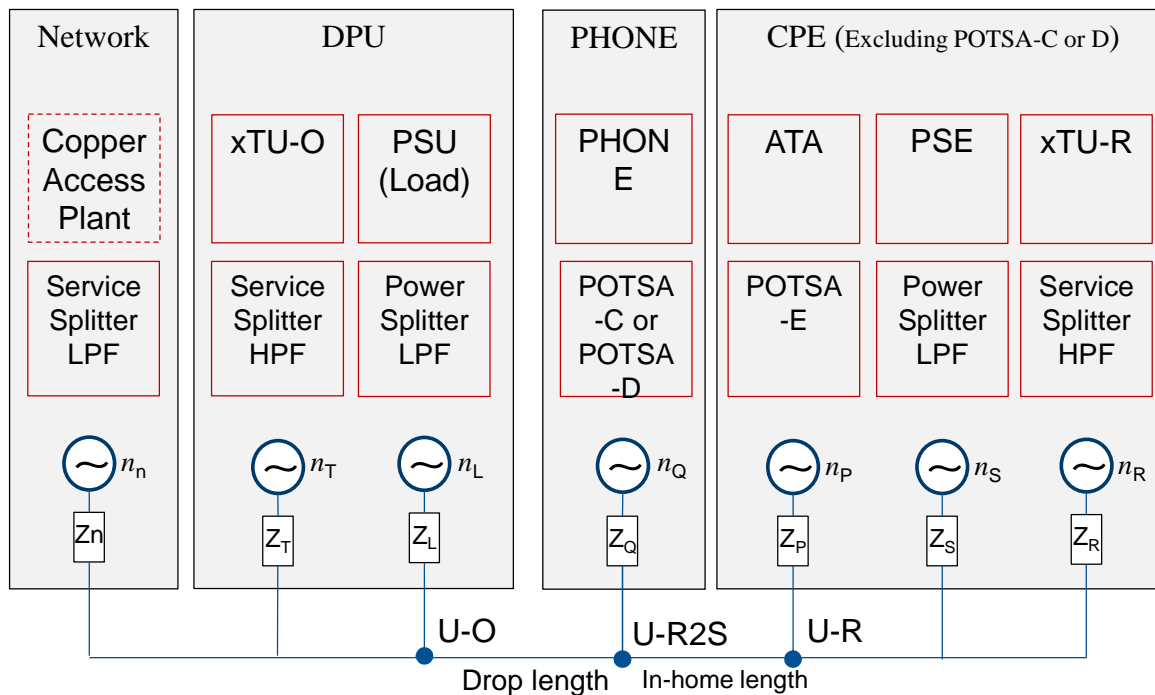 Network
DPU
PHONE
CPE (Excluding POTSA-C or D)
Copper
Access
Plant
xTU-O
PSU
(Load)
PHON
E
ATA
PSE
xTU-R
Service
Splitter
LPF
Service
Splitter
HPF
Power
Splitter
LPF
POTSA
-C or
POTSA
-D
POTSA
-E
Power
Splitter
LPF
Service
Splitter
HPF
~ nn
~ nT
~ nL
~ nQ
~ nP
~ nS
~ nR
Zn
ZT
ZL
ZQ
ZP
ZS
ZR
U-O
U-R2S
U-R
Drop length
In-home length